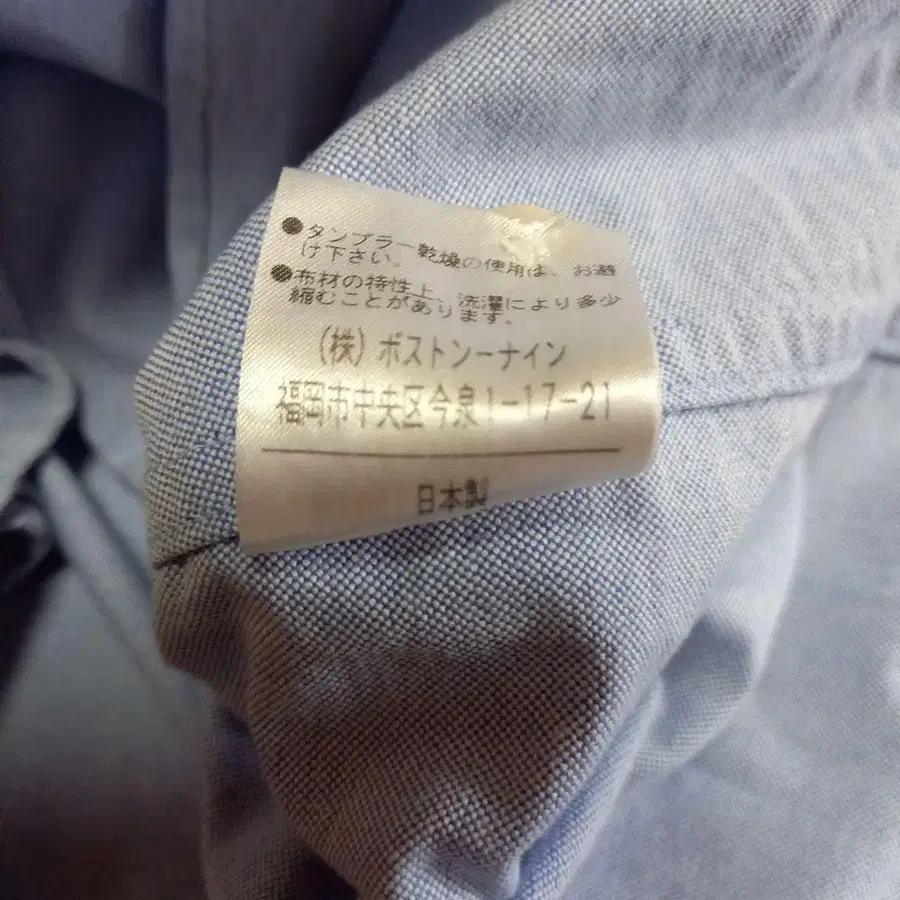 ●タンブラー乾燥の使用は、お避
け下さい。
●布材の特性上、洗濯により多少
縮むことがあります。
(株)ボストンーナイン
福岡市中央区今泉1-17-21
日本製